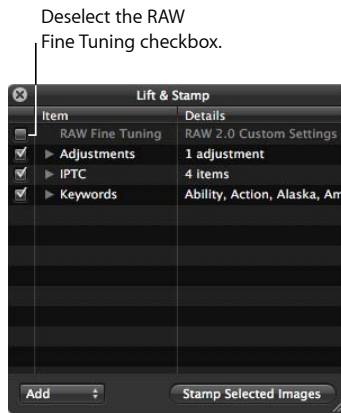 Deselect the RAW
Fine Tuning checkbox.
Lift & Stamp
Item Details
RAW Fine Tuning RAW 2.0 Custom Settings
Adjustments 1 adjustment
IPTC 4 items
Keywords Ability, Action, Alaska, Am
Add Stamp Selected Images